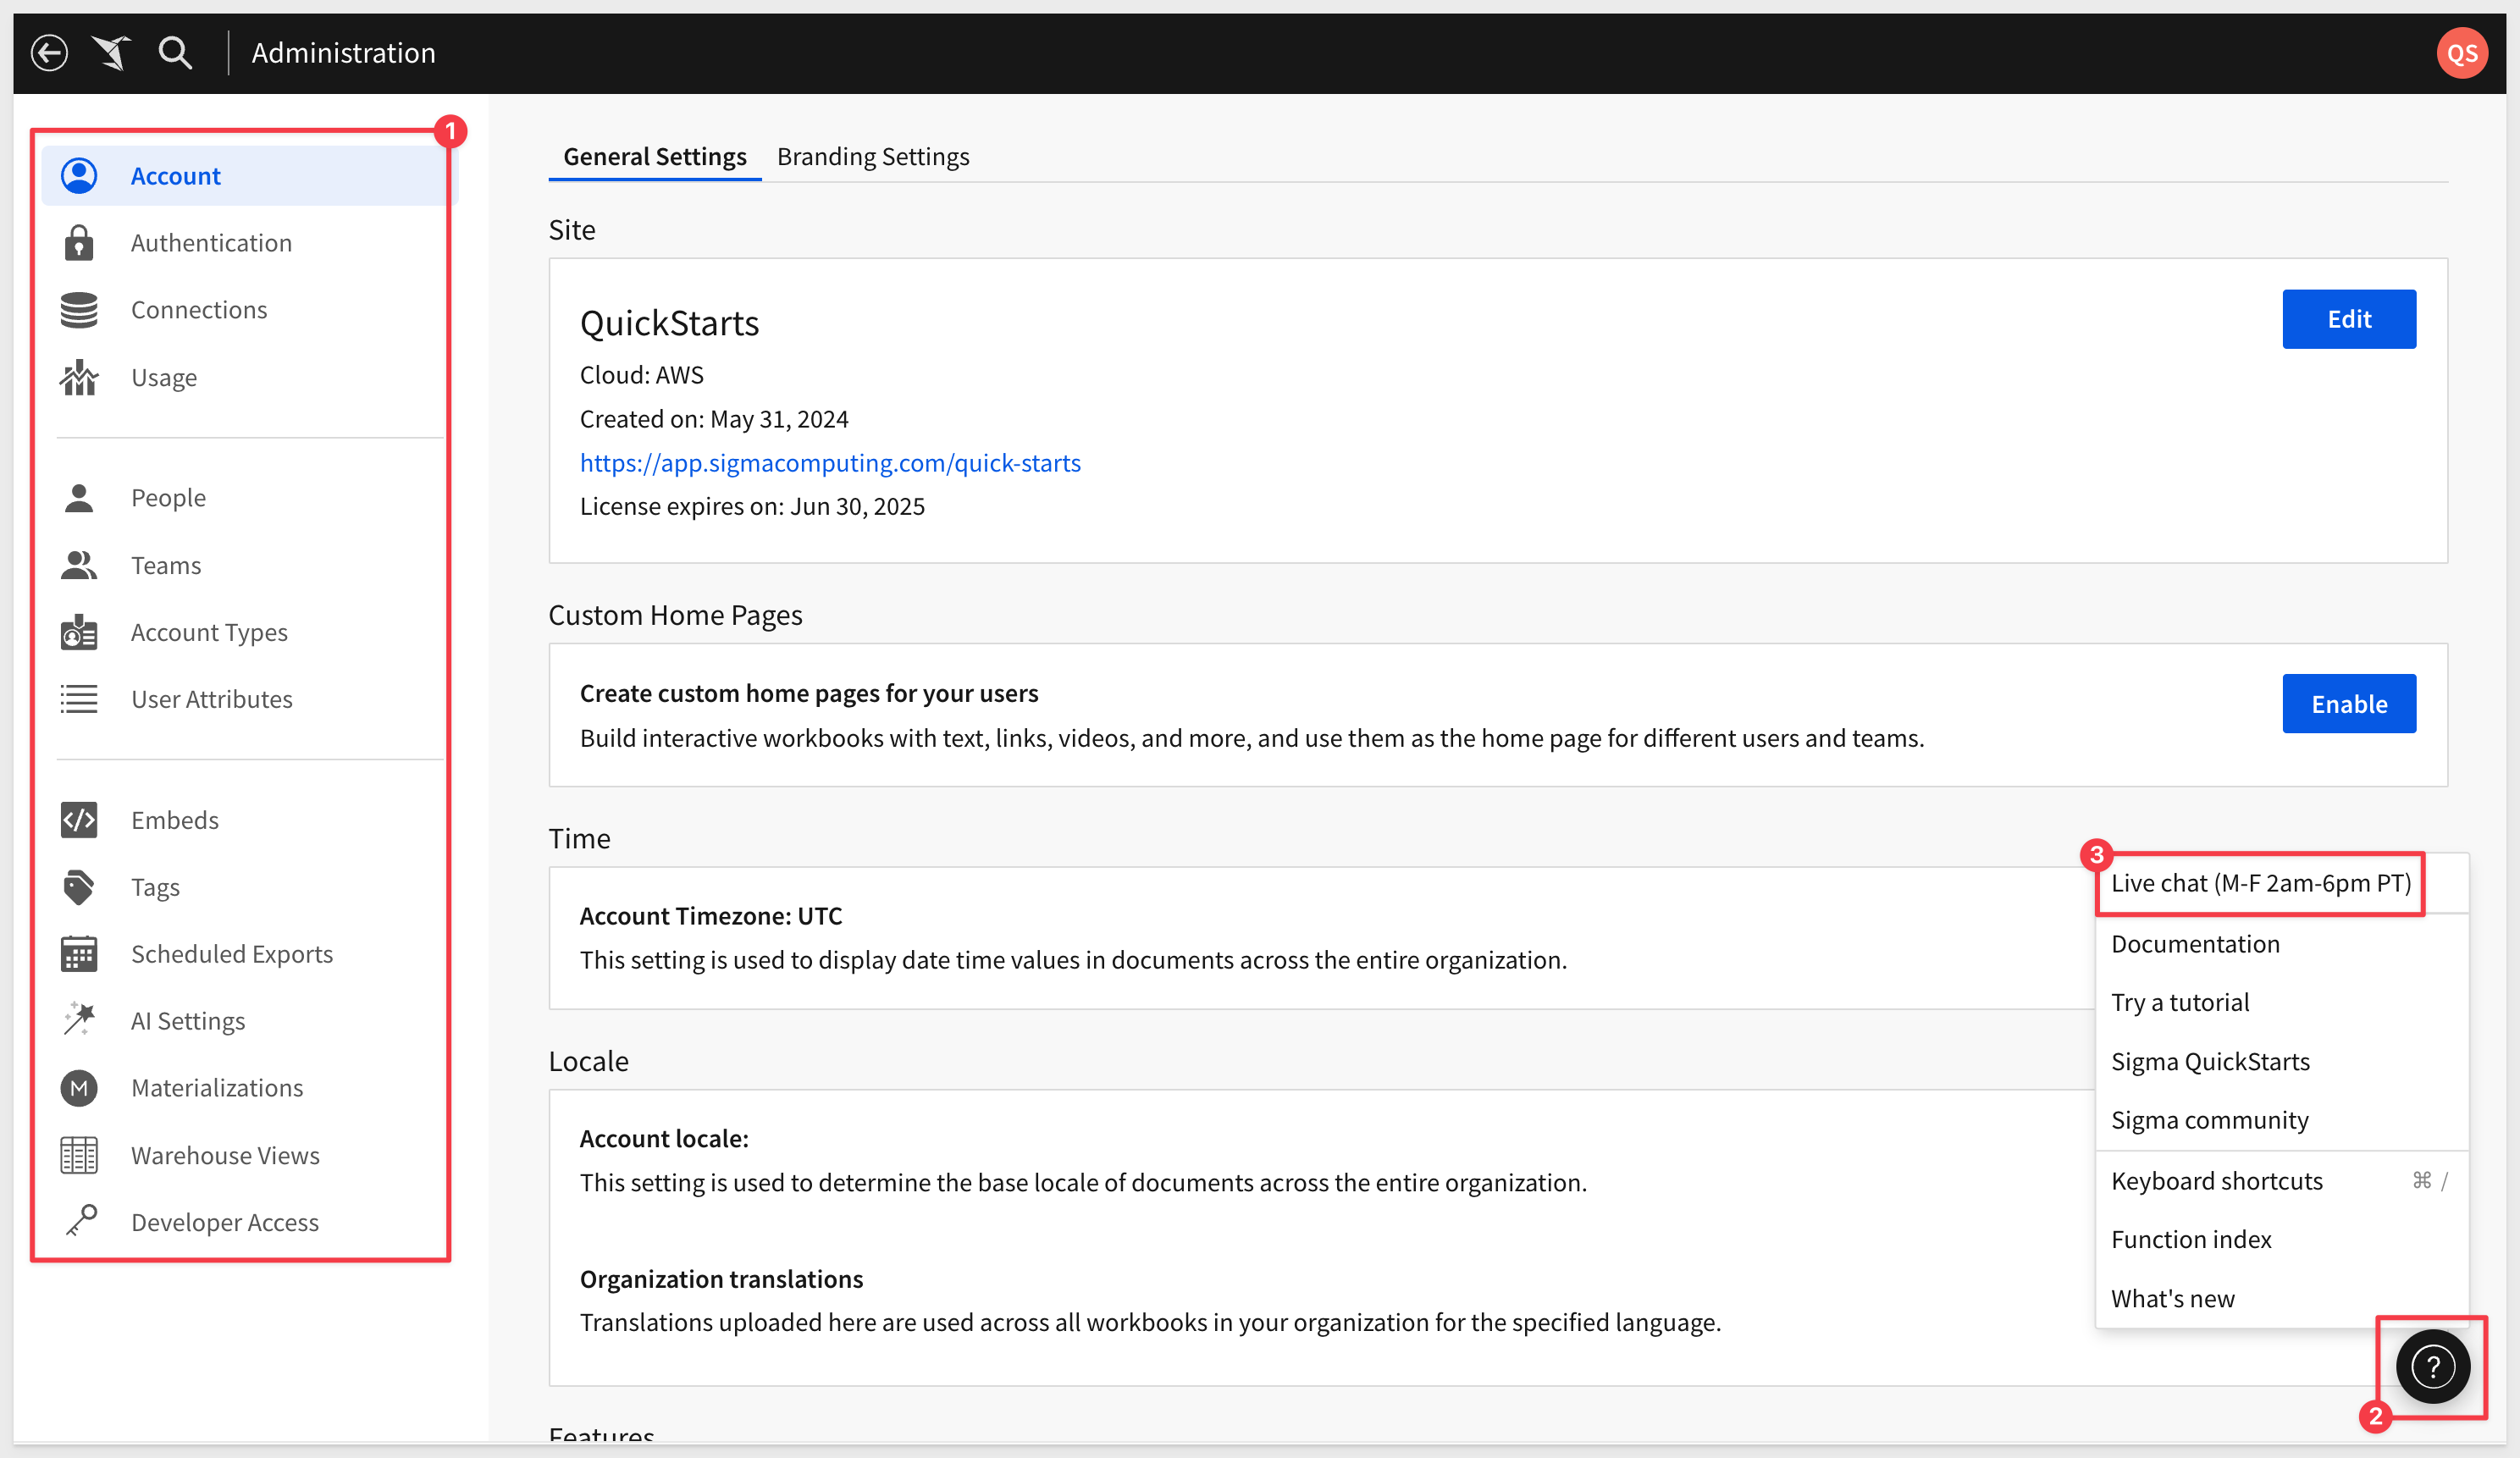 Administration
QS
1
Account
Authentication
Connections
Usage
People
Teams
Account Types
User Attributes
Embeds
Tags
Scheduled Exports
AI Settings
M
Materializations
Warehouse Views
Developer Access
General Settings
Branding Settings
Site
QuickStarts
Edit
Cloud: AWS
Created on: May 31, 2024
https://app.sigmacomputing.com/quick-starts
License expires on: Jun 30, 2025
Custom Home Pages
Create custom home pages for your users
Build interactive workbooks with text, links, videos, and more, and use them as the home page for different users and teams.
Enable
Time
Account Timezone: UTC
This setting is used to display date time values in documents across the entire organization.
Locale
Account locale:
This setting is used to determine the base locale of documents across the entire organization.
Organization translations
Translations uploaded here are used across all workbooks in your organization for the specified language.
Features
3
Live chat (M-F 2am-6pm PT)
Documentation
Try a tutorial
Sigma QuickStarts
Sigma community
Keyboard shortcuts ⌘ /
Function index
What's new
?
2